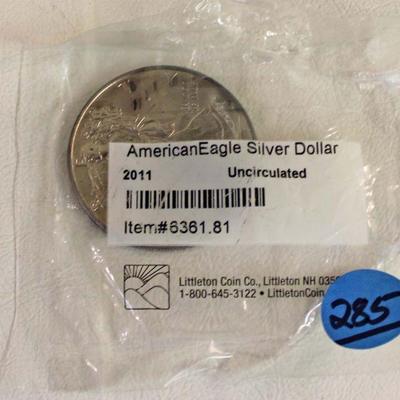 AmericanEagle Silver Dollar
2011 Uncirculated
Item#6361.81
Littleton Coin Co., Littleton NH
1-800-645-3122 • LittletonCoin
285